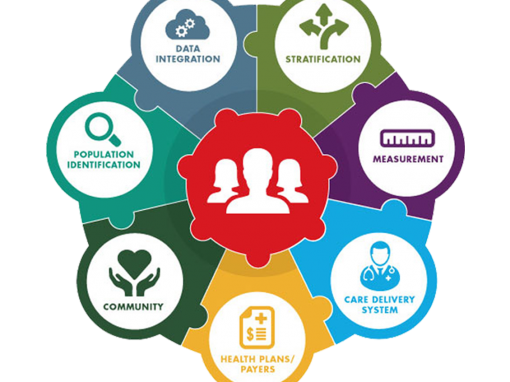 DATA
INTEGRATION
STRATIFICATION
MEASUREMENT
CARE DELIVERY
SYSTEM
HEALTH PLANS/
PAYERS
COMMUNITY
POPULATION
IDENTIFICATION